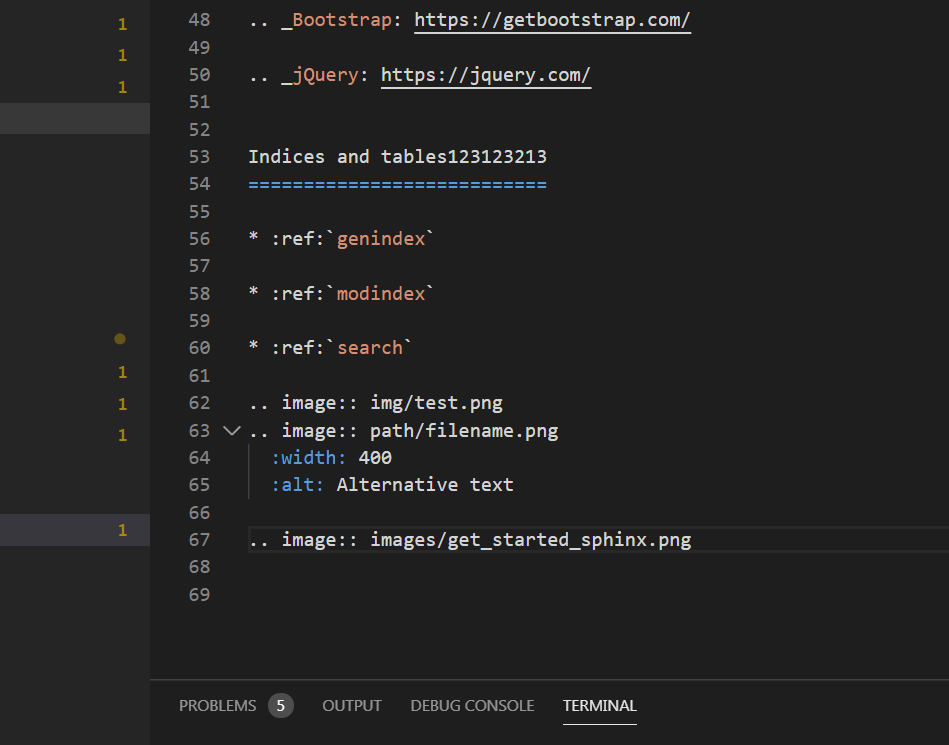 1
1
1
1
1
1
1
48 .. _Bootstrap: https://getbootstrap.com/
49
50 .. _jQuery: https://jquery.com/
51
52
53 Indices and tables123123213
54 ===========================
55
56 * :ref:`genindex`
57
58 * :ref:`modindex`
59
60 * :ref:`search`
61
62 .. image:: img/test.png
63 .. image:: path/filename.png
64 :width: 400
65 :alt: Alternative text
66
67 .. image:: images/get_started_sphinx.png
68
69
PROBLEMS 5 OUTPUT DEBUG CONSOLE TERMINAL